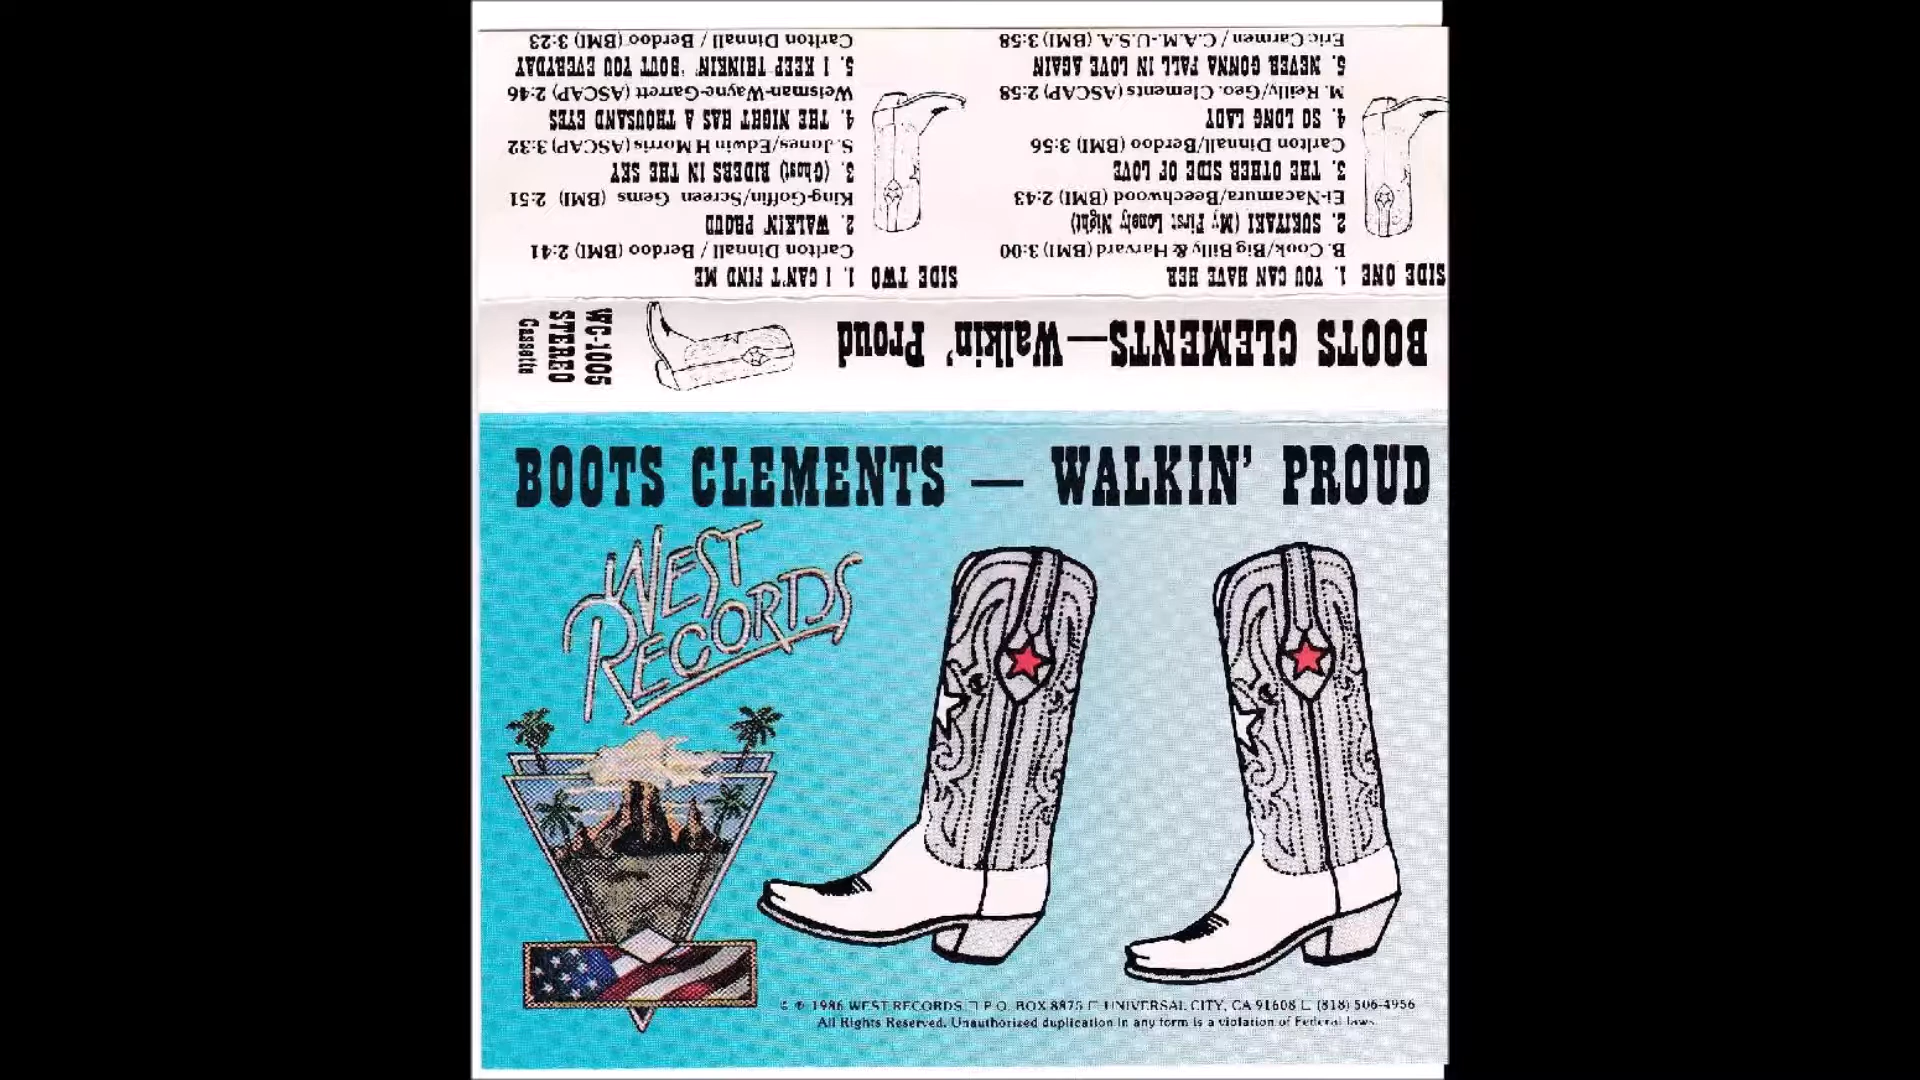 SIDE ONE 1. YOU CAN HAVE HER
B. Cook/Big Billy & Harvard (BMI) 3:00
2. SUKIYAKI (My First Lonely Night)
Ei-Nacamura/Beechwood (BMI) 2:43
3. THE OTHER SIDE OF LOVE
Carlton Dinnall/Berdoo (BMI) 3:56
4. SO LONG LADY
M. Reilly/Geo. Clements (ASCAP) 2:58
5. NEVER GONNA FALL IN LOVE AGAIN
Eric Carmen/C.A.M.-U.S.A. (BMI) 3:58
SIDE TWO 1. I CAN'T FIND ME
Carlton Dinnall / Berdoo (BMI) 2:41
2. WALKIN' PROUD
King-Goffin/Screen Gems (BMI) 2:51
3. (Ghost) RIDERS IN THE SKY
S. Jones/Edwin H Morris (ASCAP) 3:32
4. THE NIGHT HAS A THOUSAND EYES
Weisman-Wayne-Garrett (ASCAP) 2:46
5. I KEEP THINKIN' 'BOUT YOU EVERYDAY
Carlton Dinnall / Berdoo (BMI) 3:23
BOOTS CLEMENTS—Walkin' Proud
WC-1005
STEREO
Cassette
BOOTS CLEMENTS — WALKIN' PROUD
WEST
RECORDS
© ℗ 1986 WEST RECORDS □ P.O. BOX 8875 □ UNIVERSAL CITY, CA 91608 □ (818) 506-4956
All Rights Reserved. Unauthorized duplication in any form is a violation of Federal laws.